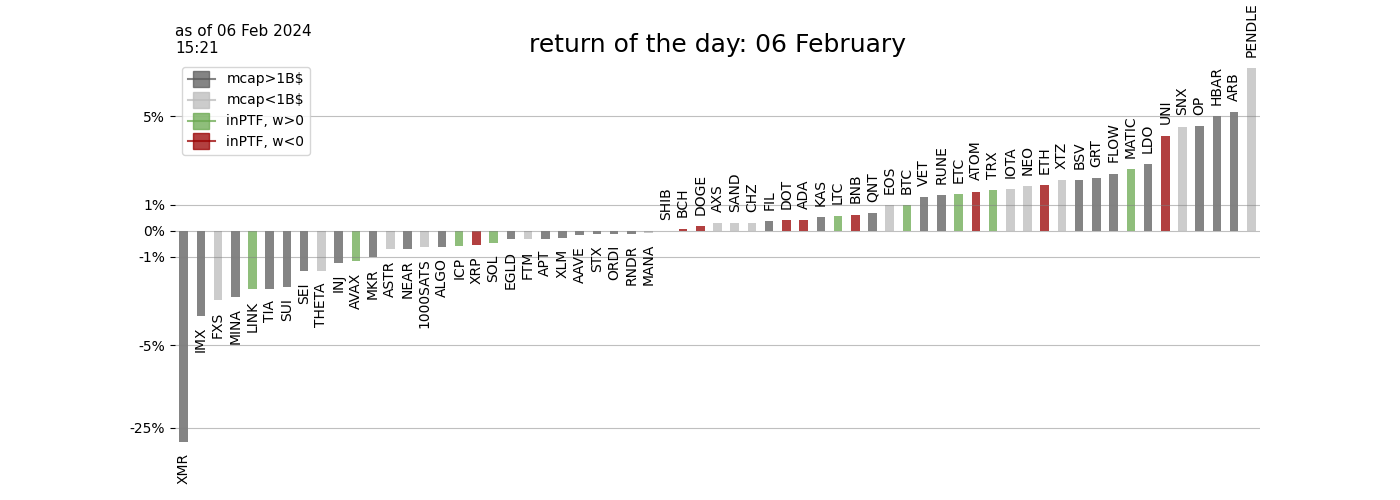 as of 06 Feb 2024
15:21
return of the day: 06 February
mcap>1B$
mcap<1B$
inPTF, w>0
inPTF, w<0
5%
1%
0%
-1%
-5%
-25%
XMR
IMX
FXS
MINA
LINK
TIA
SUI
SEI
THETA
INJ
AVAX
MKR
ASTR
NEAR
1000SATS
ALGO
ICP
XRP
SOL
EGLD
FTM
APT
XLM
AAVE
STX
ORDI
RNDR
MANA
SHIB
BCH
DOGE
AXS
SAND
CHZ
FIL
DOT
ADA
KAS
LTC
BNB
QNT
EOS
BTC
VET
RUNE
ETC
ATOM
TRX
IOTA
NEO
ETH
XTZ
BSV
GRT
FLOW
MATIC
LDO
UNI
SNX
OP
HBAR
ARB
PENDLE